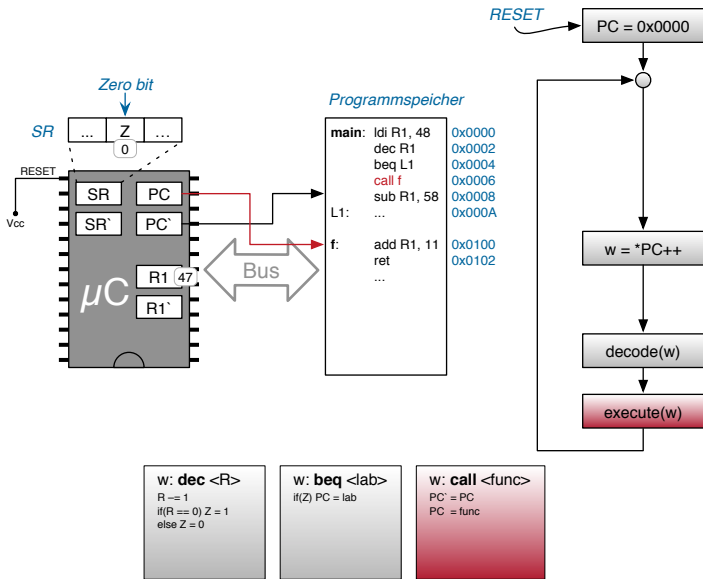 RESET
PC = 0x0000
Zero bit
Programmspeicher
SR
... Z ...
0
RESET
Vcc
SR PC
SR` PC`
R1 47
R1`
µC
Bus
main: ldi R1, 48 0x0000
dec R1 0x0002
beq L1 0x0004
call f 0x0006
sub R1, 58 0x0008
L1: ... 0x000A
f: add R1, 11 0x0100
ret 0x0102
...
w = *PC++
decode(w)
execute(w)
w: dec <R>
R -= 1
if(R == 0) Z = 1
else Z = 0
w: beq <lab>
if(Z) PC = lab
w: call <func>
PC` = PC
PC = func